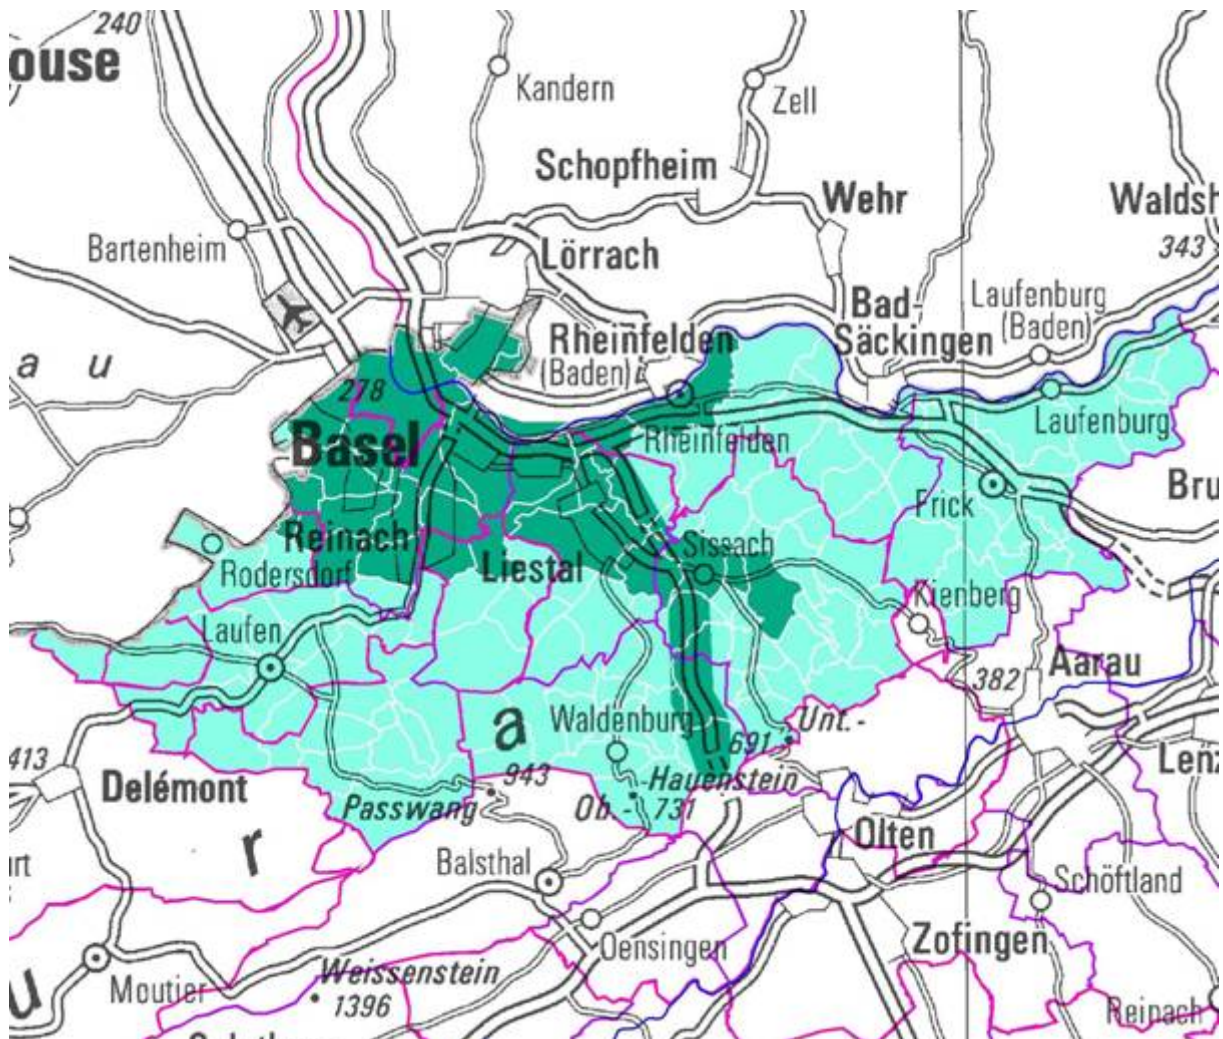 240
ouse
Kandern
Zell
Schopfheim
Wehr
Waldsh
343
Bartenheim
Lörrach
Laufenburg
(Baden)
Bad-
Säckingen
Rheinfelden
(Baden)
a u
278
Basel
Rheinfelden
Laufenburg
Bru
Frick
Reinach
Liestal
Sissach
Rodersdorf
Kienberg
Laufen
Aarau
382
a
Waldenburg
691
Unt.-
413
Delémont
943
Hauenstein
Passwang
Ob.-
731
Lenz
r
Olten
rt
Balsthal
Schöftland
Zofingen
Oensingen
u
Moutier
Weissenstein
1396
Reinach